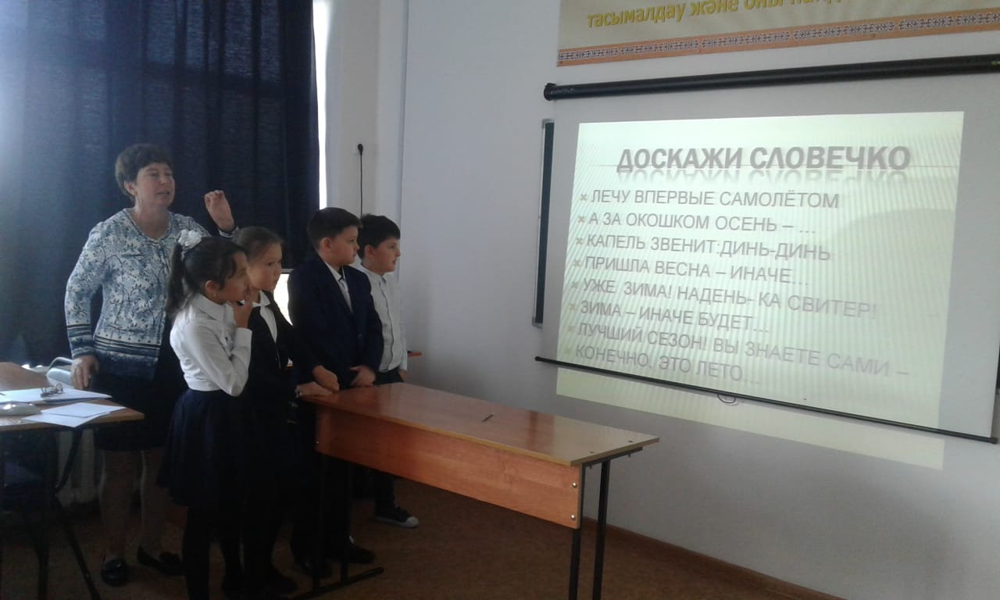 тасымалдау және оны
ДОСКАЖИ СЛОВЕЧКО
ЛЕЧУ ВПЕРВЫЕ САМОЛЁТОМ
А ЗА ОКОШКОМ ОСЕНЬ – ...
КАПЕЛЬ ЗВЕНИТ:ДИНЬ-ДИНЬ
ПРИШЛА ВЕСНА – ИНАЧЕ...
УЖЕ ЗИМА! НАДЕНЬ- КА СВИТЕР!
ЗИМА – ИНАЧЕ БУДЕТ...
ЛУЧШИЙ СЕЗОН! ВЫ ЗНАЕТЕ САМИ –
КОНЕЧНО, ЭТО ЛЕТО...